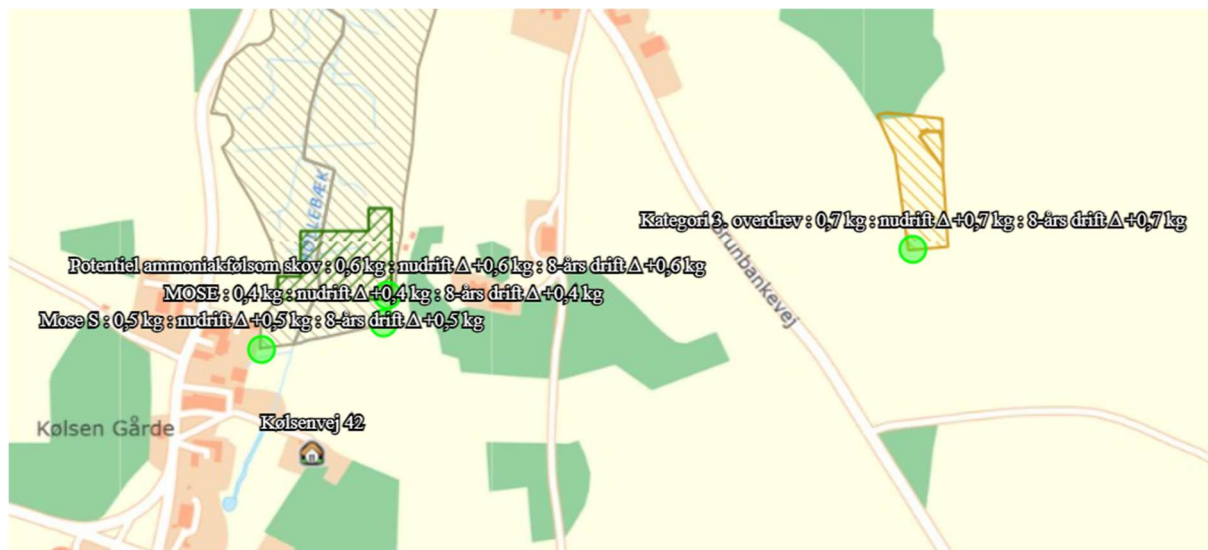 MØLLEBÆK
Kategori 3. overdrev : 0,7 kg : nudrift Δ +0,7 kg : 8-års drift Δ +0,7 kg
Brunbankevej
Potentiel ammoniakfølsom skov : 0,6 kg : nudrift Δ +0,6 kg : 8-års drift Δ +0,6 kg
MOSE : 0,4 kg : nudrift Δ +0,4 kg : 8-års drift Δ +0,4 kg
Mose S : 0,5 kg : nudrift Δ +0,5 kg : 8-års drift Δ +0,5 kg
Kølsenvej 42
Kølsen Gårde